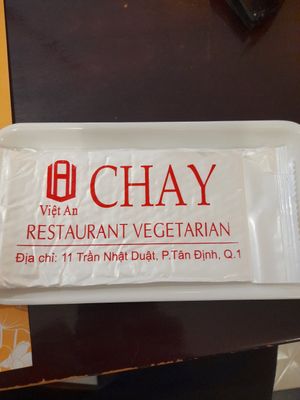 CHAY
Việt An
RESTAURANT VEGETARIAN
Địa chỉ: 11 Trần Nhật Duật, P.Tân Định, Q.1